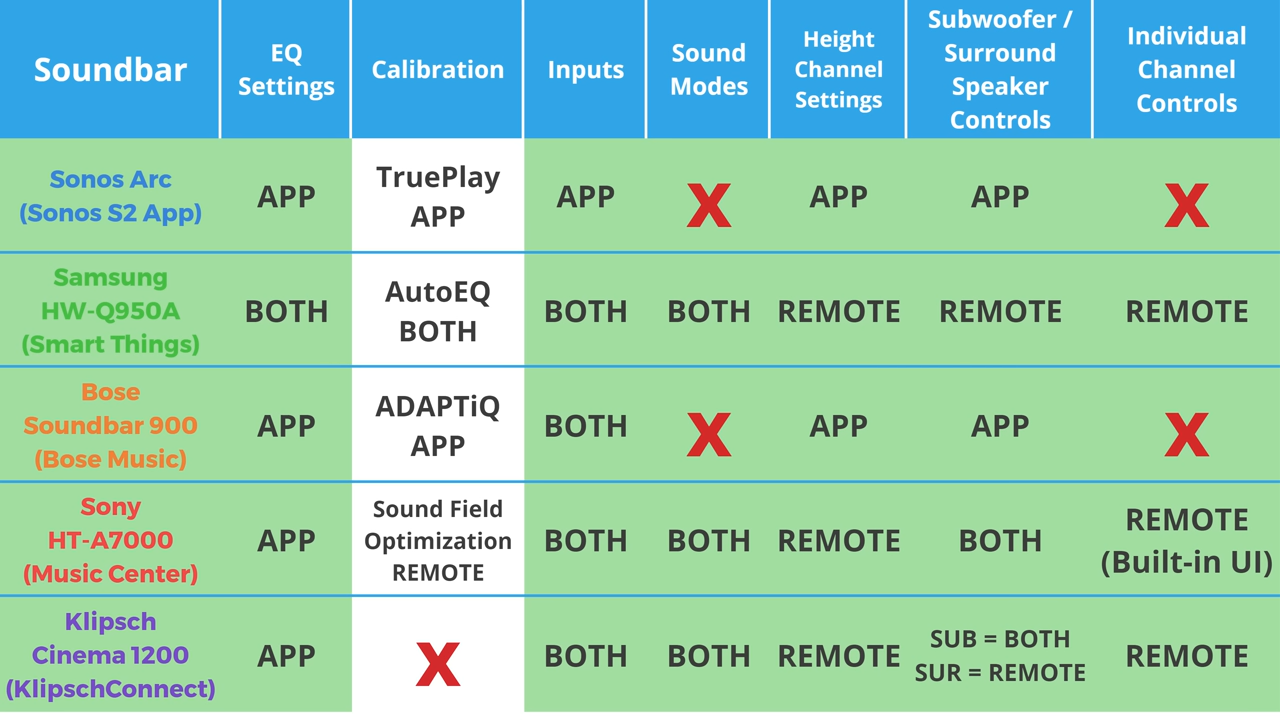 Soundbar
EQ
Settings
Calibration
Inputs
Sound
Modes
Height
Channel
Settings
Subwoofer /
Surround
Speaker
Controls
Individual
Channel
Controls
Sonos Arc
(Sonos S2 App)
APP
TruePlay
APP
APP
X
APP
APP
X
Samsung
HW-Q950A
(Smart Things)
BOTH
AutoEQ
BOTH
BOTH
BOTH
REMOTE
REMOTE
REMOTE
Bose
Soundbar 900
(Bose Music)
APP
ADAPTiQ
APP
BOTH
X
APP
APP
X
Sony
HT-A7000
(Music Center)
APP
Sound Field
Optimization
REMOTE
BOTH
BOTH
REMOTE
BOTH
REMOTE
(Built-in UI)
Klipsch
Cinema 1200
(KlipschConnect)
APP
X
BOTH
BOTH
REMOTE
SUB = BOTH
SUR = REMOTE
REMOTE